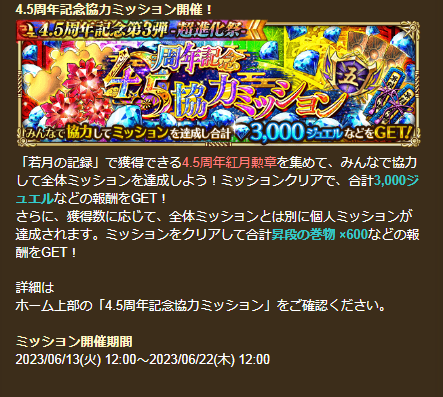 4.5周年記念協力ミッション開催！
4.5周年記念第3弾 -超進化祭-
周年記念
4.5協力ミッション
五
みんなで協力してミッションを達成し合計3,000ジュエルなどをGET!
「若月の記録」で獲得できる4.5周年紅月勲章を集めて、みんなで協力
して全体ミッションを達成しよう！ミッションクリアで、合計3,000ジ
ュエルなどの報酬をGET！
さらに、獲得数に応じて、全体ミッションとは別に個人ミッションが
達成されます。ミッションをクリアして合計昇段の巻物 ×600などの報
酬をGET！
詳細は
ホーム上部の「4.5周年記念協力ミッション」をご確認ください。
ミッション開催期間
2023/06/13(火) 12:00～2023/06/22(木) 12:00